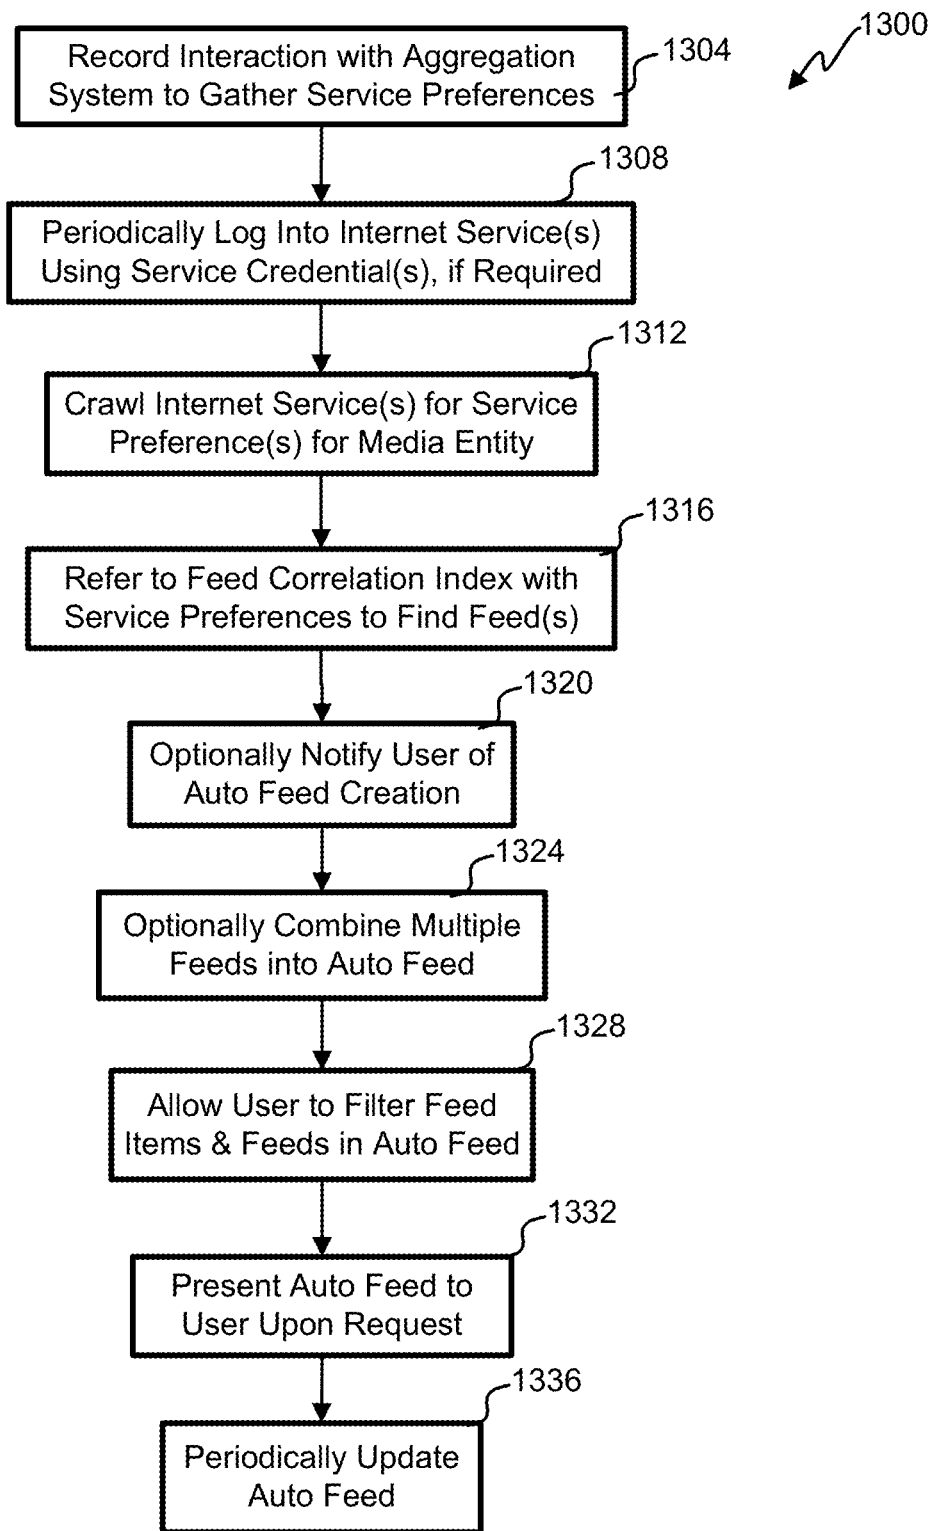 1300
Record Interaction with Aggregation
System to Gather Service Preferences
1304
1308
Periodically Log Into Internet Service(s)
Using Service Credential(s), if Required
1312
Crawl Internet Service(s) for Service
Preference(s) for Media Entity
1316
Refer to Feed Correlation Index with
Service Preferences to Find Feed(s)
1320
Optionally Notify User of
Auto Feed Creation
1324
Optionally Combine Multiple
Feeds into Auto Feed
1328
Allow User to Filter Feed
Items & Feeds in Auto Feed
1332
Present Auto Feed to
User Upon Request
1336
Periodically Update
Auto Feed